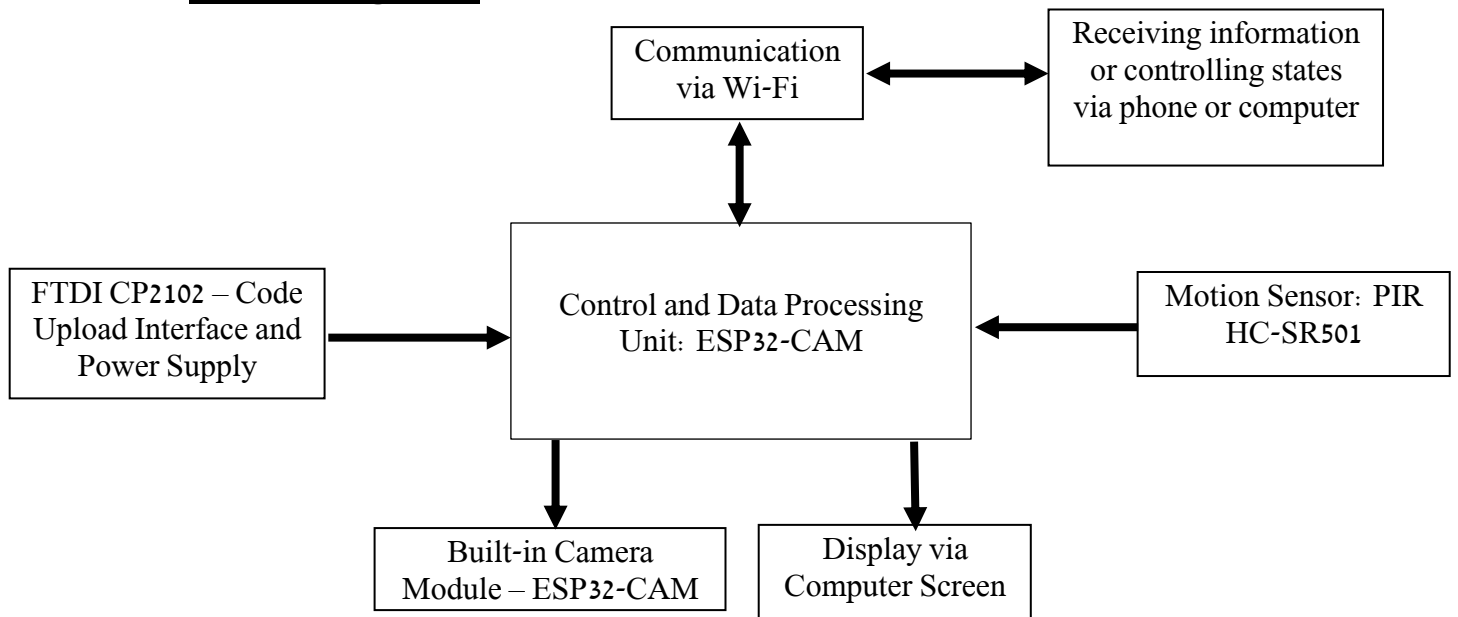 Communication
via Wi-Fi
Receiving information
or controlling states
via phone or computer
FTDI CP2102 – Code
Upload Interface and
Power Supply
Control and Data Processing
Unit: ESP32-CAM
Motion Sensor: PIR
HC-SR501
Built-in Camera
Module – ESP32-CAM
Display via
Computer Screen